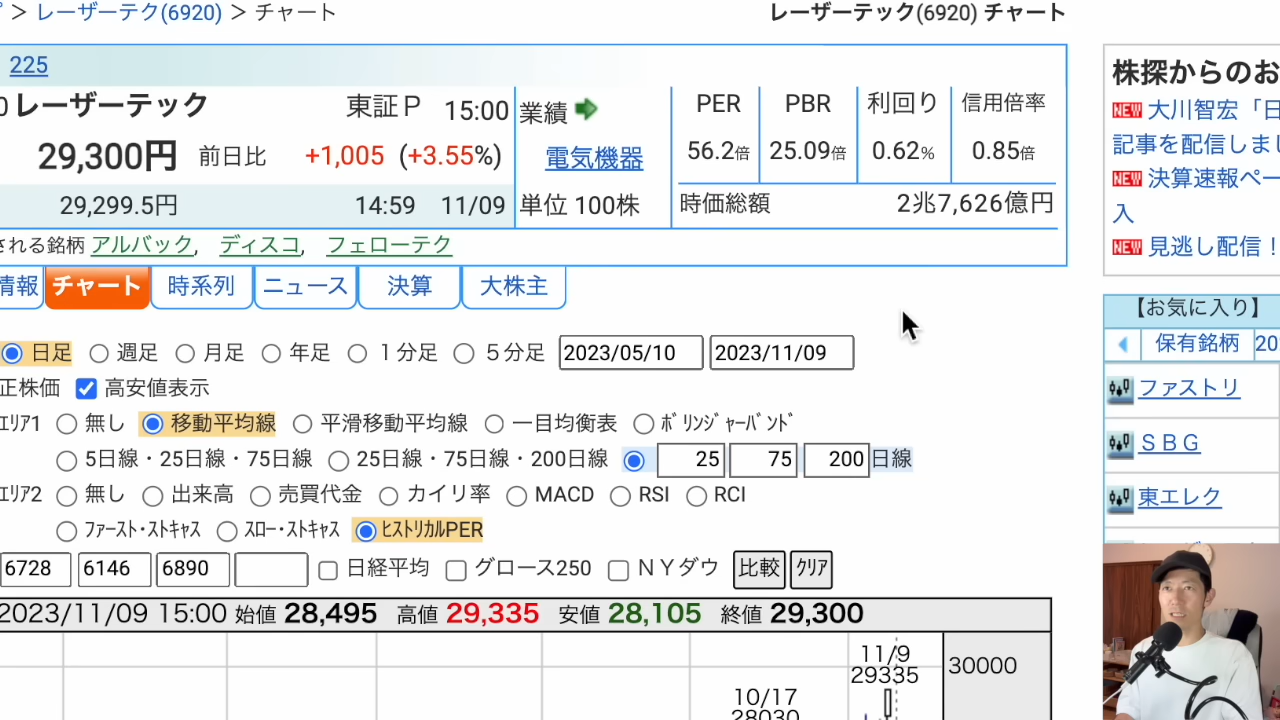 > レーザーテク(6920) > チャート
レーザーテック(6920) チャート
225
レーザーテック 東証Ｐ 15:00
29,300円 前日比 +1,005 (+3.55%)
29,299.5円 14:59 11/09
業績
電気機器
単位 100株
PER PBR 利回り 信用倍率
56.2倍 25.09倍 0.62% 0.85倍
時価総額 2兆7,626億円
される銘柄 アルバック, ディスコ, フェローテク
情報 チャート 時系列 ニュース 決算 大株主
日足 週足 月足 年足 １分足 ５分足 2023/05/10 2023/11/09
正株価 高安値表示
エリア1 無し 移動平均線 平滑移動平均線 一目均衡表 ﾎﾞﾘﾝｼﾞｬｰﾊﾞﾝﾄﾞ
5日線・25日線・75日線 25日線・75日線・200日線 25 75 200 日線
エリア2 無し 出来高 売買代金 カイリ率 MACD RSI RCI
ﾌｧｰｽﾄ・ｽﾄｷｬｽ ｽﾛｰ・ｽﾄｷｬｽ ﾋｽﾄﾘｶﾙPER
6728 6146 6890 日経平均 グロース250 ＮＹダウ 比較 ｸﾘｱ
2023/11/09 15:00 始値 28,495 高値 29,335 安値 28,105 終値 29,300
11/9
29335
30000
10/17
28030
株探からのお
NEW 大川智宏「日
記事を配信しまし
NEW 決算速報ペー
入
NEW 見逃し配信！
【お気に入り】
保有銘柄 20
ファストリ
ＳＢＧ
東エレク